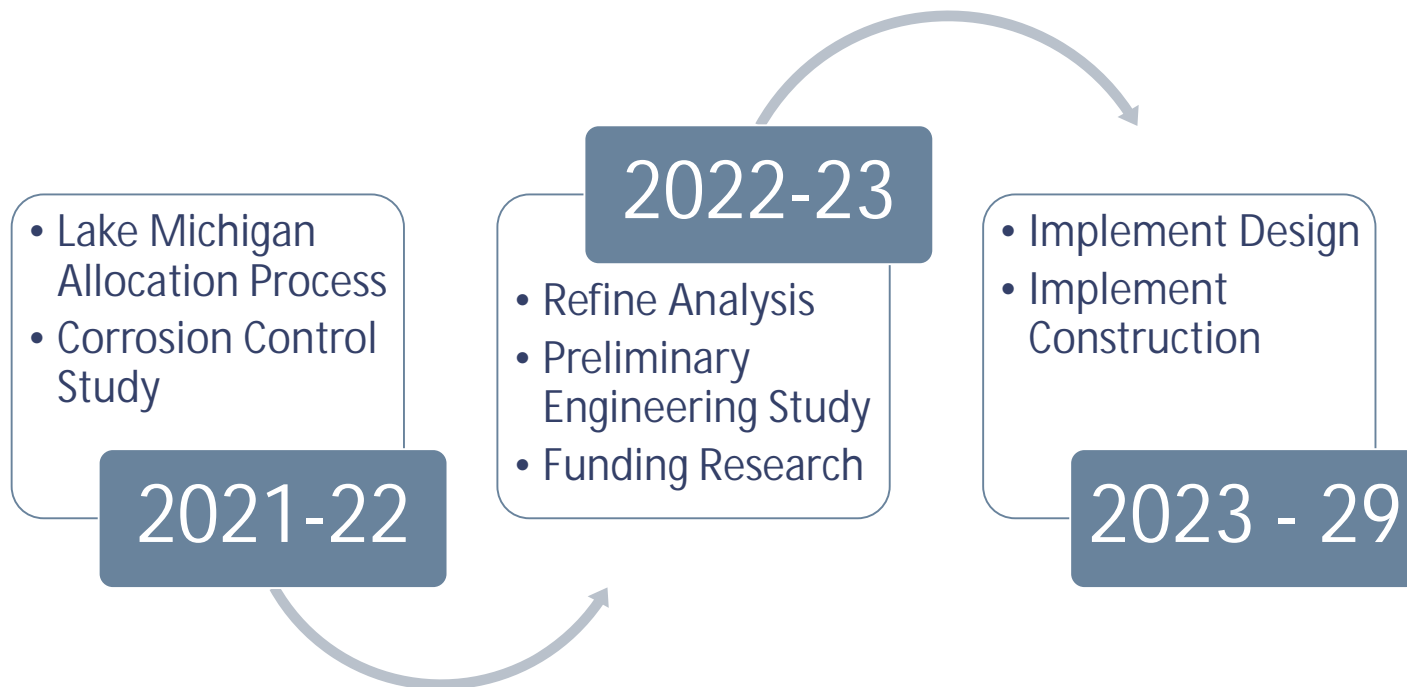 • Lake Michigan
Allocation Process
• Corrosion Control
Study
2021-22
2022-23
• Refine Analysis
• Preliminary
Engineering Study
• Funding Research
• Implement Design
• Implement
Construction
2023 - 29